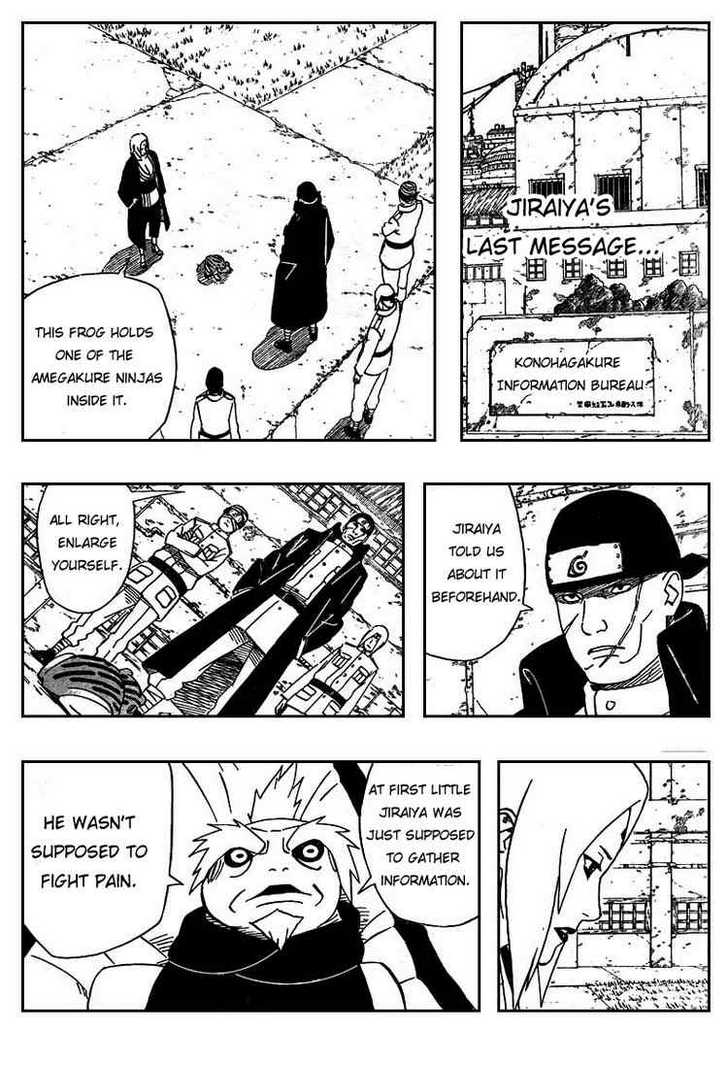 JIRAIYA'S
LAST MESSAGE...
KONOHAGAKURE
INFORMATION BUREAU
THIS FROG HOLDS
ONE OF THE
AMEGAKURE NINJAS
INSIDE IT.
JIRAIYA
TOLD US
ABOUT IT
BEFOREHAND.
ALL RIGHT,
ENLARGE
YOURSELF.
AT FIRST LITTLE
JIRAIYA WAS
JUST SUPPOSED
TO GATHER
INFORMATION.
HE WASN'T
SUPPOSED TO
FIGHT PAIN.